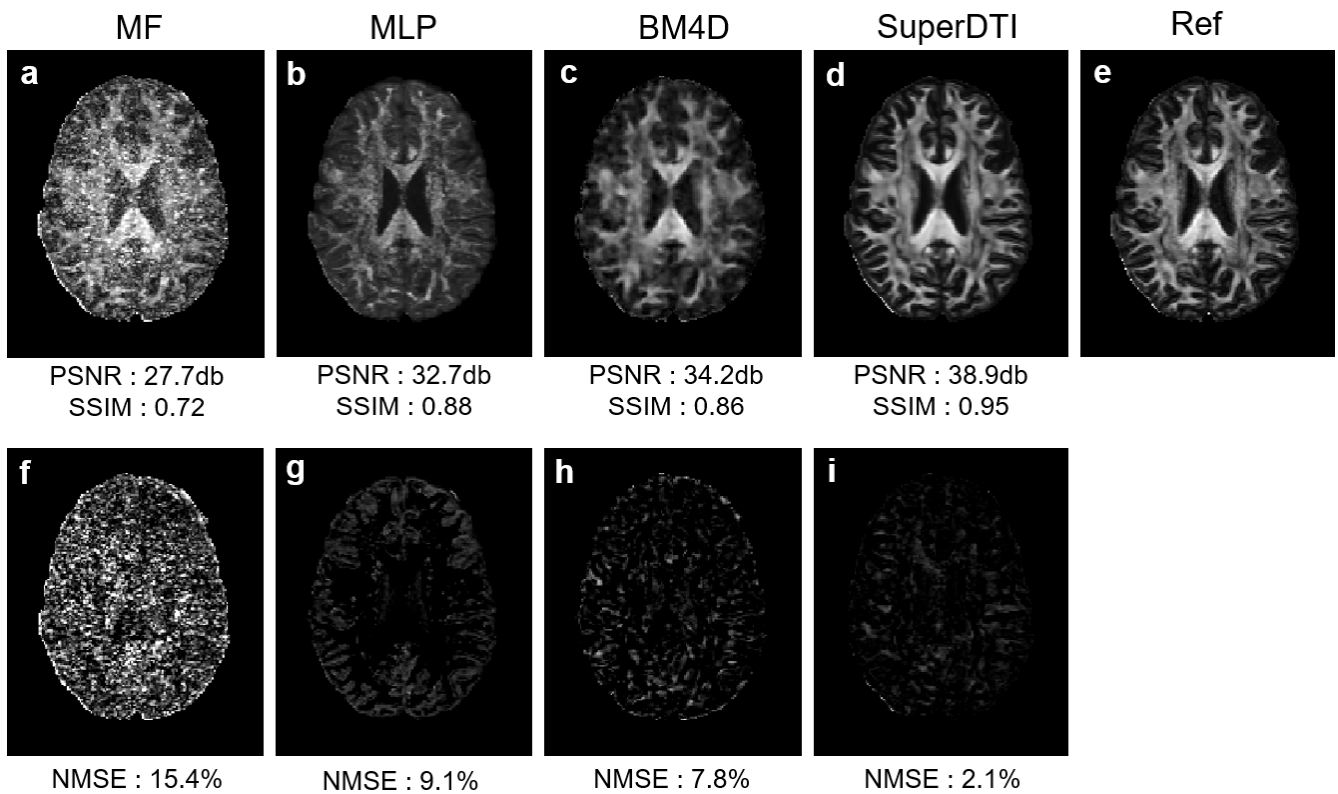 MF MLP BM4D SuperDTI Ref
a b c d e
PSNR : 27.7db PSNR : 32.7db PSNR : 34.2db PSNR : 38.9db
SSIM : 0.72 SSIM : 0.88 SSIM : 0.86 SSIM : 0.95
f g h i
NMSE : 15.4% NMSE : 9.1% NMSE : 7.8% NMSE : 2.1%